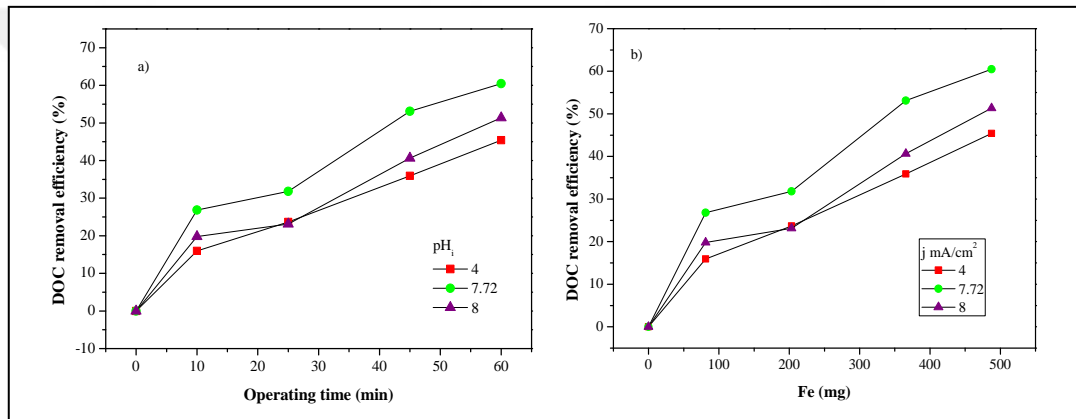 a)
DOC removal efficiency (%)
70
60
50
40
30
20
10
0
-10
0 10 20 30 40 50 60
Operating time (min)
pHi
4
7.72
8
b)
DOC removal efficiency (%)
70
60
50
40
30
20
10
0
0 100 200 300 400 500
Fe (mg)
j mA/cm²
4
7.72
8